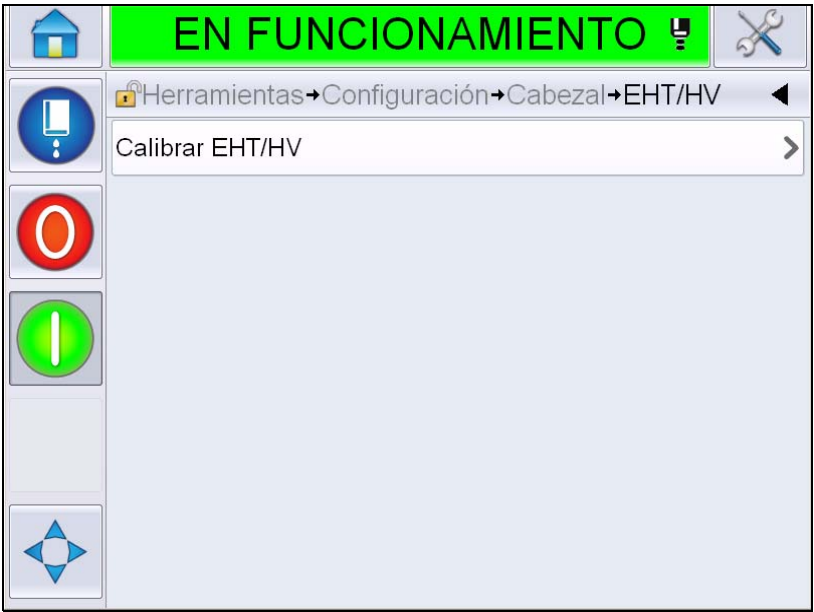 EN FUNCIONAMIENTO
Herramientas→Configuración→Cabezal→EHT/HV
Calibrar EHT/HV